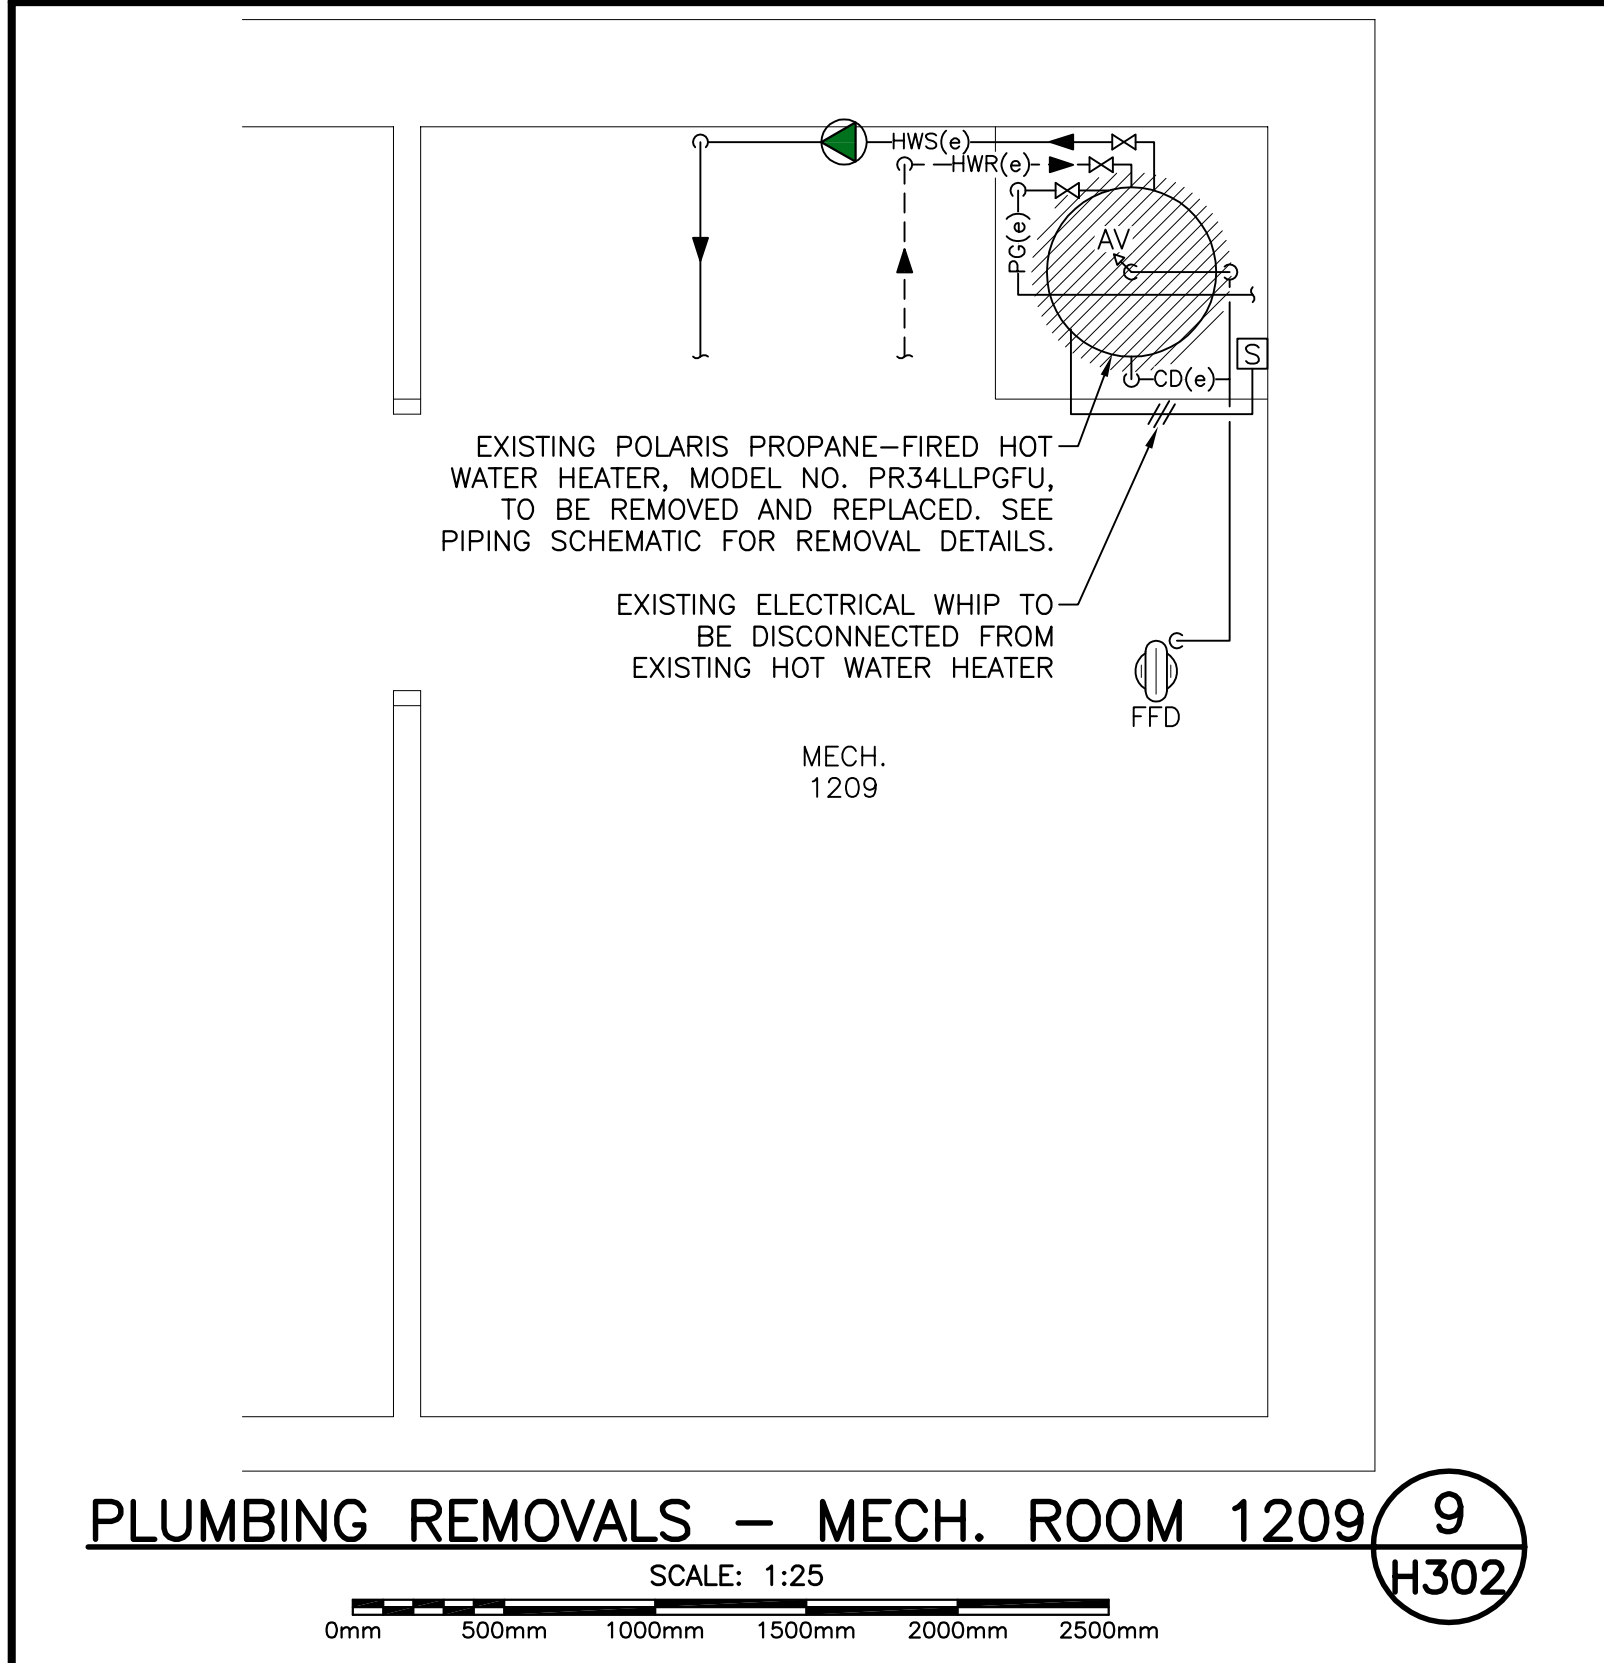 HWS(e)
HWR(e)
PG(e)
AV
S
CD(e)
EXISTING POLARIS PROPANE-FIRED HOT
WATER HEATER, MODEL NO. PR34LLPGFU,
TO BE REMOVED AND REPLACED. SEE
PIPING SCHEMATIC FOR REMOVAL DETAILS.
EXISTING ELECTRICAL WHIP TO
BE DISCONNECTED FROM
EXISTING HOT WATER HEATER
FFD
MECH.
1209
PLUMBING REMOVALS - MECH. ROOM 1209
9
H302
SCALE: 1:25
0mm 500mm 1000mm 1500mm 2000mm 2500mm